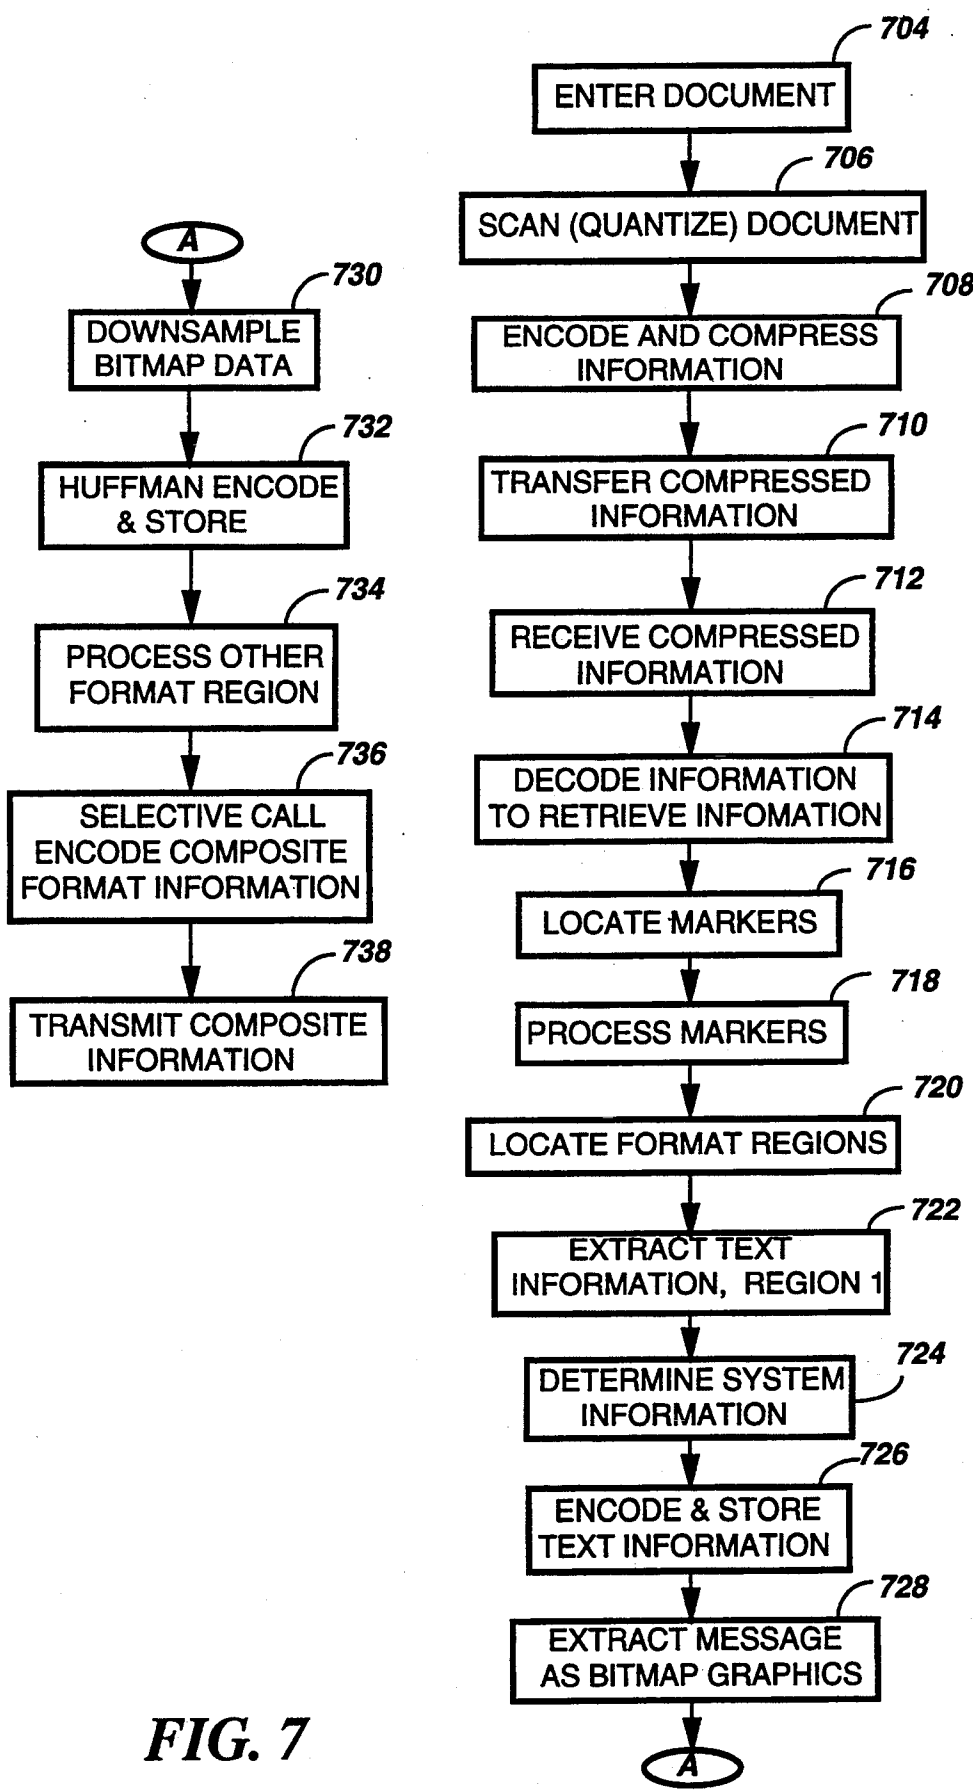 704
ENTER DOCUMENT
706
SCAN (QUANTIZE) DOCUMENT
708
ENCODE AND COMPRESS
INFORMATION
710
TRANSFER COMPRESSED
INFORMATION
712
RECEIVE COMPRESSED
INFORMATION
714
DECODE INFORMATION
TO RETRIEVE INFOMATION
716
LOCATE MARKERS
718
PROCESS MARKERS
720
LOCATE FORMAT REGIONS
722
EXTRACT TEXT
INFORMATION, REGION 1
724
DETERMINE SYSTEM
INFORMATION
726
ENCODE & STORE
TEXT INFORMATION
728
EXTRACT MESSAGE
AS BITMAP GRAPHICS
A
A
730
DOWNSAMPLE
BITMAP DATA
732
HUFFMAN ENCODE
& STORE
734
PROCESS OTHER
FORMAT REGION
736
SELECTIVE CALL
ENCODE COMPOSITE
FORMAT INFORMATION
738
TRANSMIT COMPOSITE
INFORMATION
FIG. 7